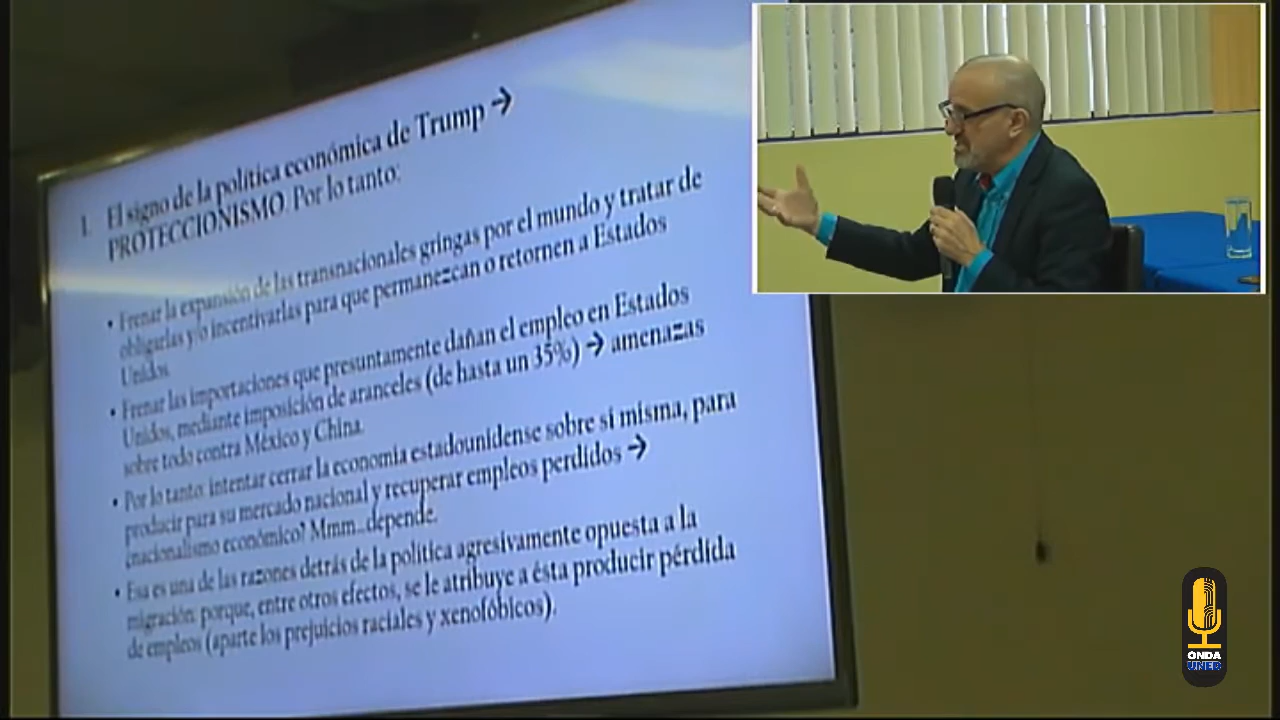 1. El signo de la política económica de Trump →
PROTECCIONISMO. Por lo tanto:
• Frenar la expansión de las transnacionales gringas por el mundo y tratar de
obligarlas y/o incentivarlas para que permanezcan o retornen a Estados
Unidos.
• Frenar las importaciones que presuntamente dañan el empleo en Estados
Unidos, mediante imposición de aranceles (de hasta un 35%) → amenazas
sobre todo contra México y China.
• Por lo tanto: intentar cerrar la economía estadounidense sobre sí misma, para
producir para su mercado nacional y recuperar empleos perdidos →
¿nacionalismo económico? Mmm...depende.
• Esa es una de las razones detrás de la política agresivamente opuesta a la
migración: porque, entre otros efectos, se le atribuye a ésta producir pérdida
de empleos (aparte los prejuicios raciales y xenofóbicos).
ONDA
UNED